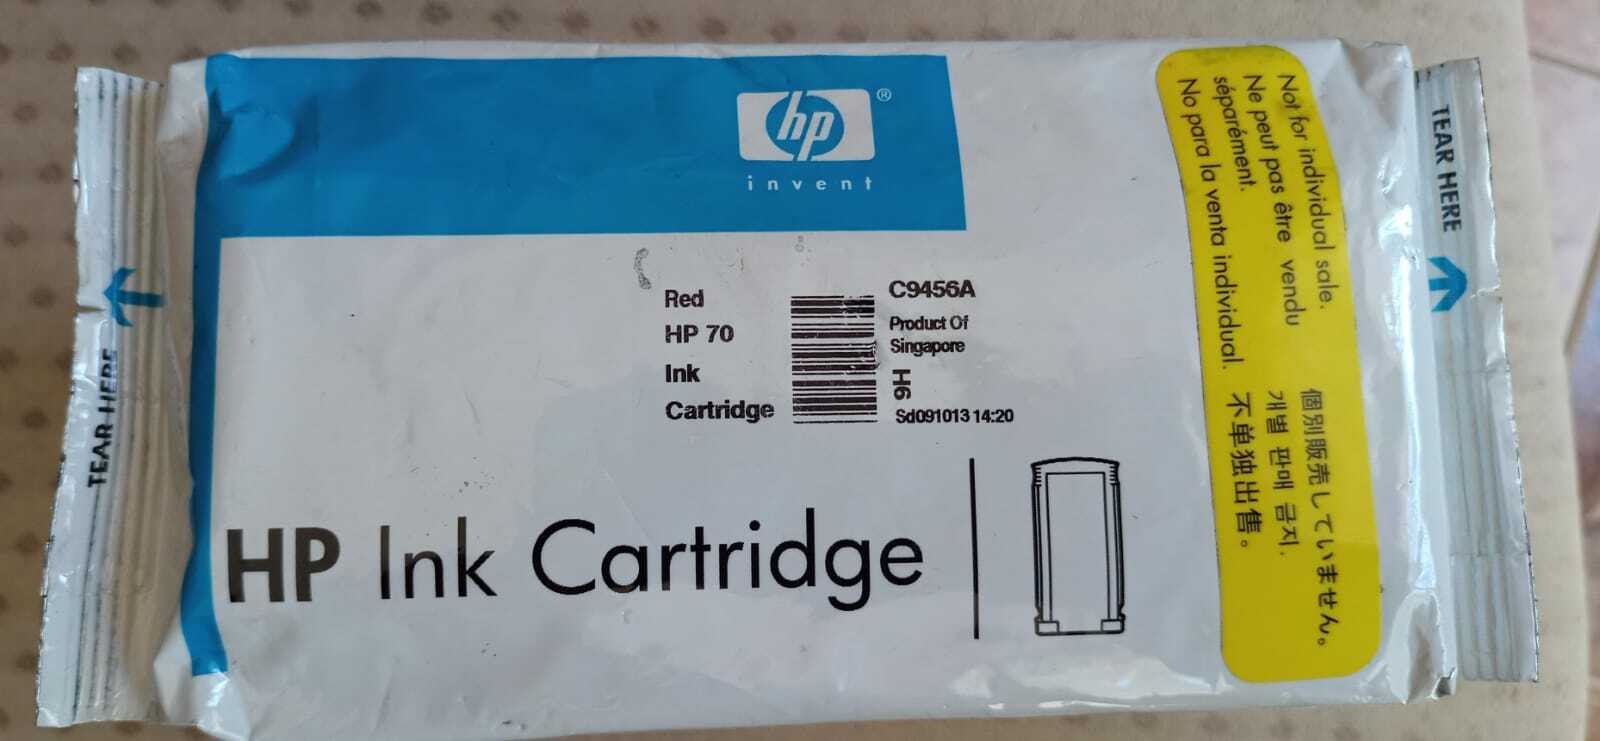 hp®
invent
Red
HP 70
Ink
Cartridge
C9456A
Product Of
Singapore
H6
Sd091013 14:20
HP Ink Cartridge
Not for individual sale.
Ne peut pas être vendu
séparément.
No para la venta individual.
個別販売していません。
개별 판매 금지.
不单独出售。
TEAR HERE
TEAR HERE